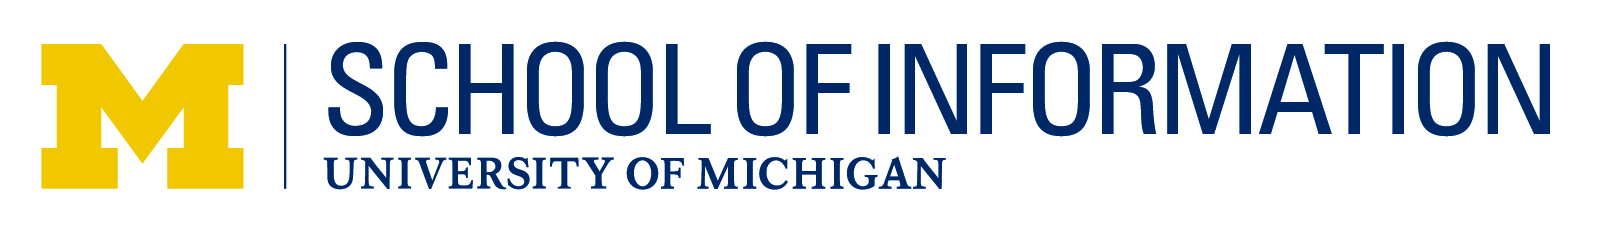 M
SCHOOL OF INFORMATION
UNIVERSITY OF MICHIGAN